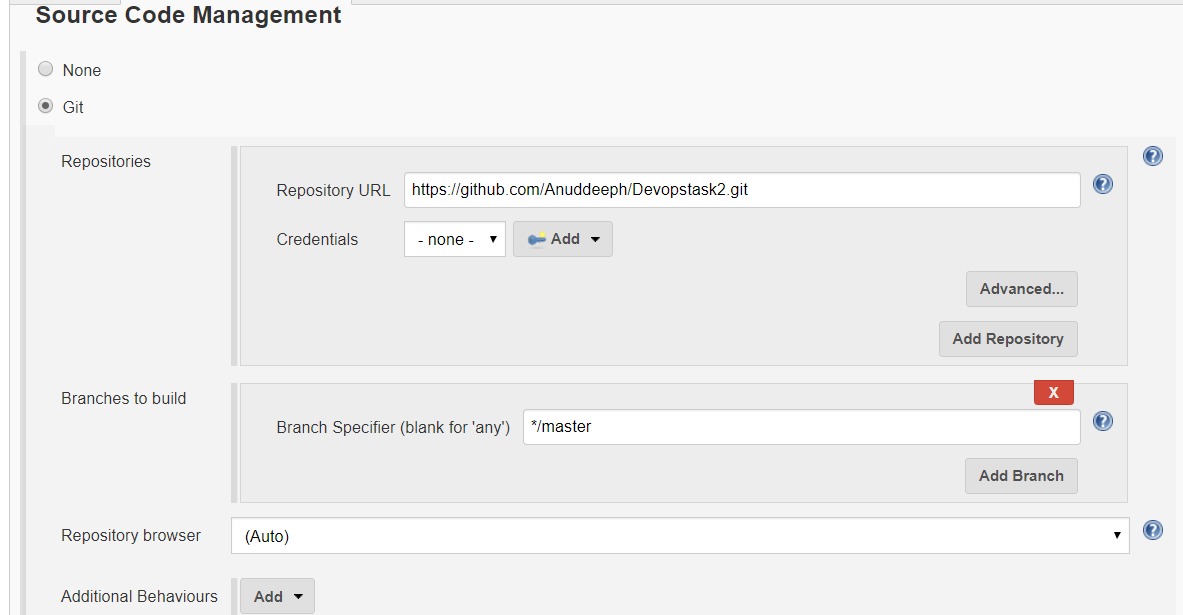 Source Code Management
None
Git
Repositories
Repository URL https://github.com/Anuddeeph/Devopstask2.git
Credentials - none - Add
Advanced...
Add Repository
Branches to build
X
Branch Specifier (blank for 'any') */master
Add Branch
Repository browser (Auto)
Additional Behaviours Add